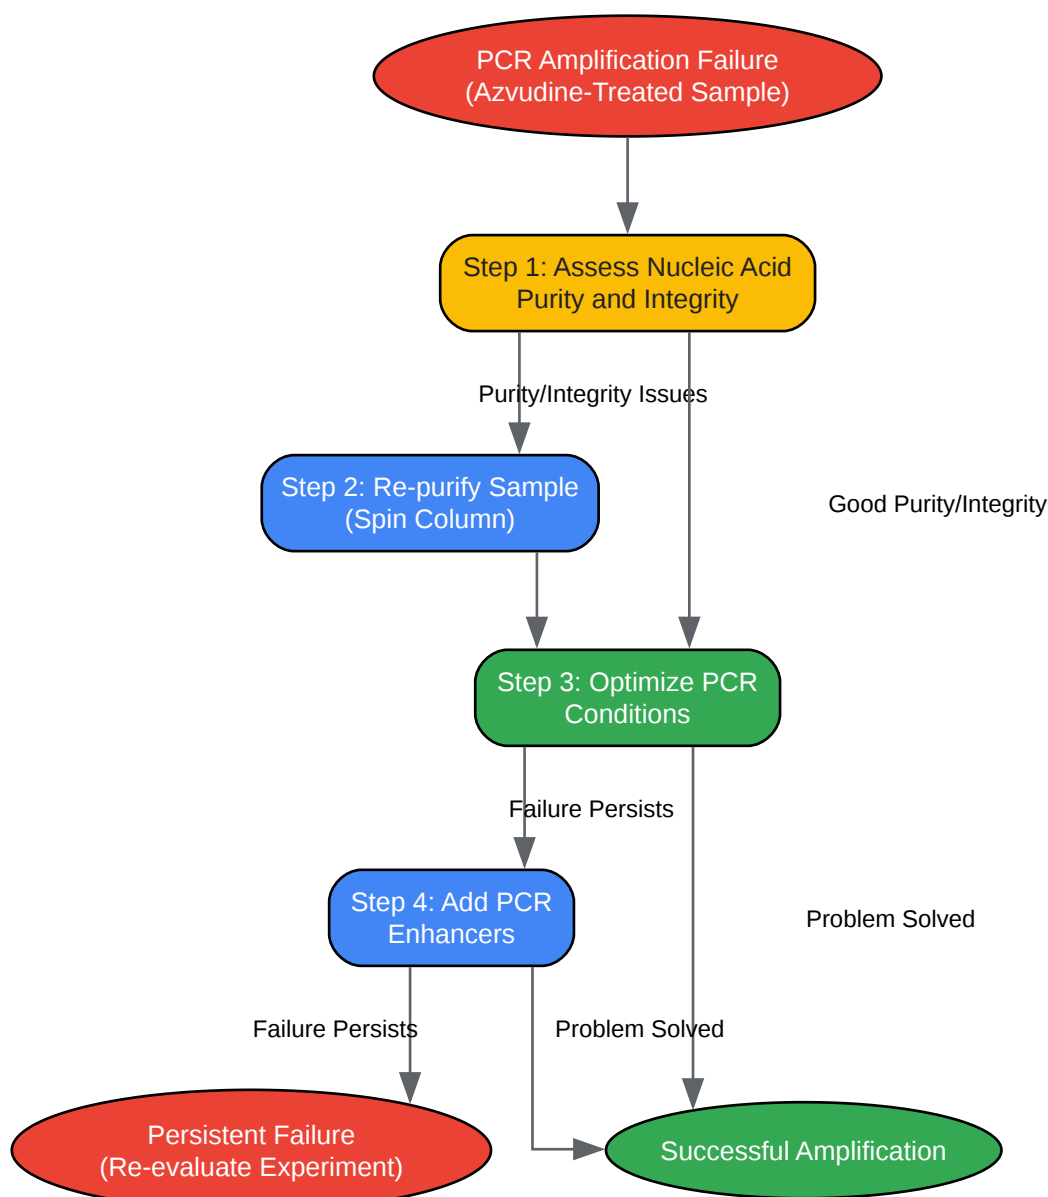 PCR Amplification Failure
(Azvudine-Treated Sample)
Step 1: Assess Nucleic Acid
Purity and Integrity
Purity/Integrity Issues
Step 2: Re-purify Sample
(Spin Column)
Good Purity/Integrity
Step 3: Optimize PCR
Conditions
Failure Persists
Step 4: Add PCR
Enhancers
Problem Solved
Failure Persists
Problem Solved
Persistent Failure
(Re-evaluate Experiment)
Successful Amplification